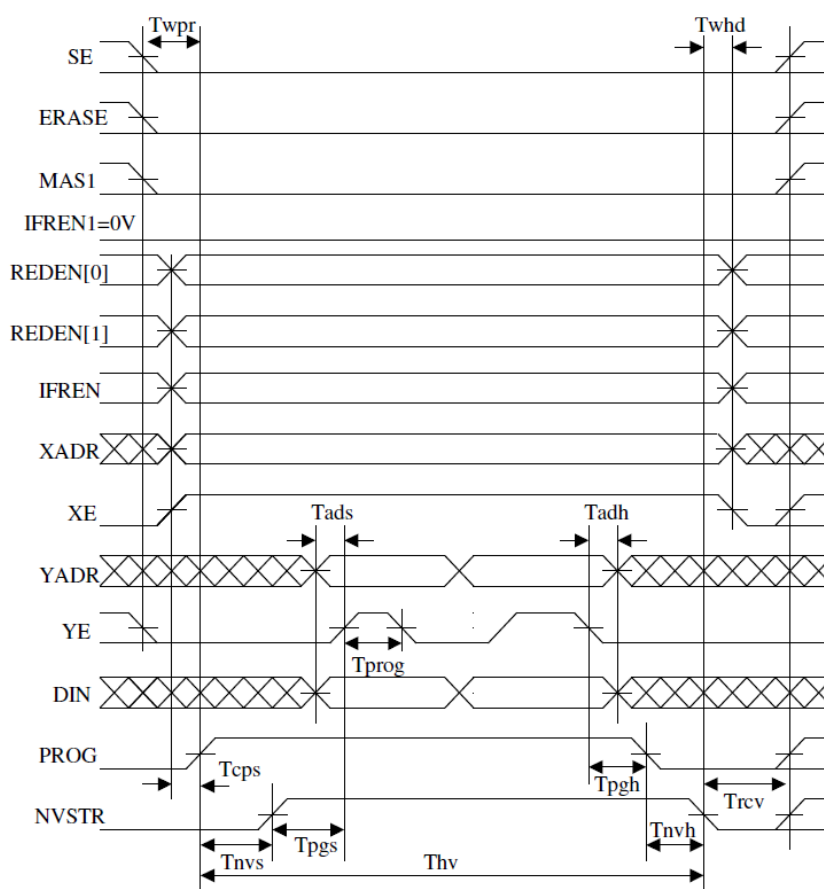 Twpr
Twhd
SE
ERASE
MAS1
IFREN1=0V
REDEN[0]
REDEN[1]
IFREN
XADR
XE
Tads
Tadh
YADR
YE
Tprog
DIN
PROG
Tcps
Tpgh
Trcv
NVSTR
Tpgs
Tnvh
Tnvs
Thv